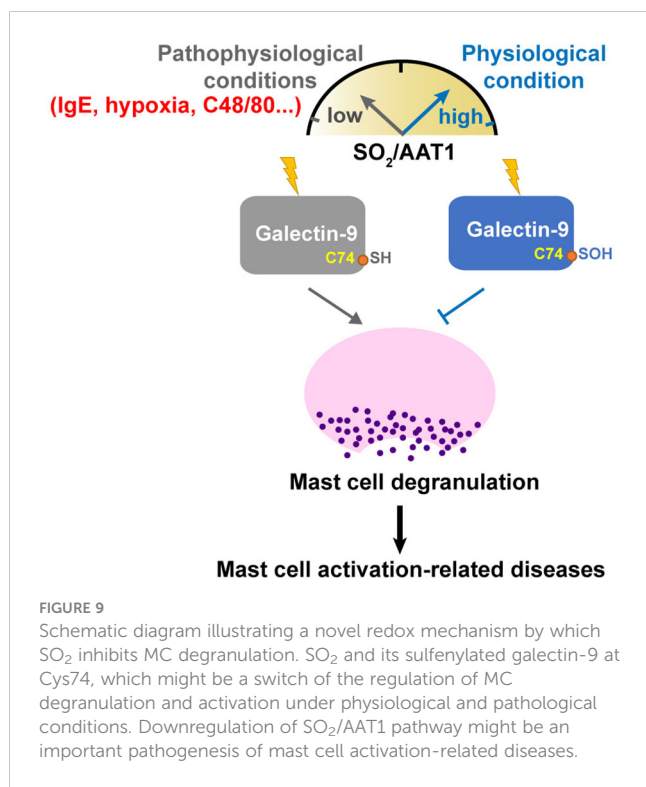 Pathophysiological
conditions
(IgE, hypoxia, C48/80...)
Physiological
condition
low
high
SO₂/AAT1
Galectin-9
C74 SH
Galectin-9
C74 SOH
Mast cell degranulation
Mast cell activation-related diseases
FIGURE 9
Schematic diagram illustrating a novel redox mechanism by which
SO₂ inhibits MC degranulation. SO₂ and its sulfenylated galectin-9 at
Cys74, which might be a switch of the regulation of MC
degranulation and activation under physiological and pathological
conditions. Downregulation of SO₂/AAT1 pathway might be an
important pathogenesis of mast cell activation-related diseases.